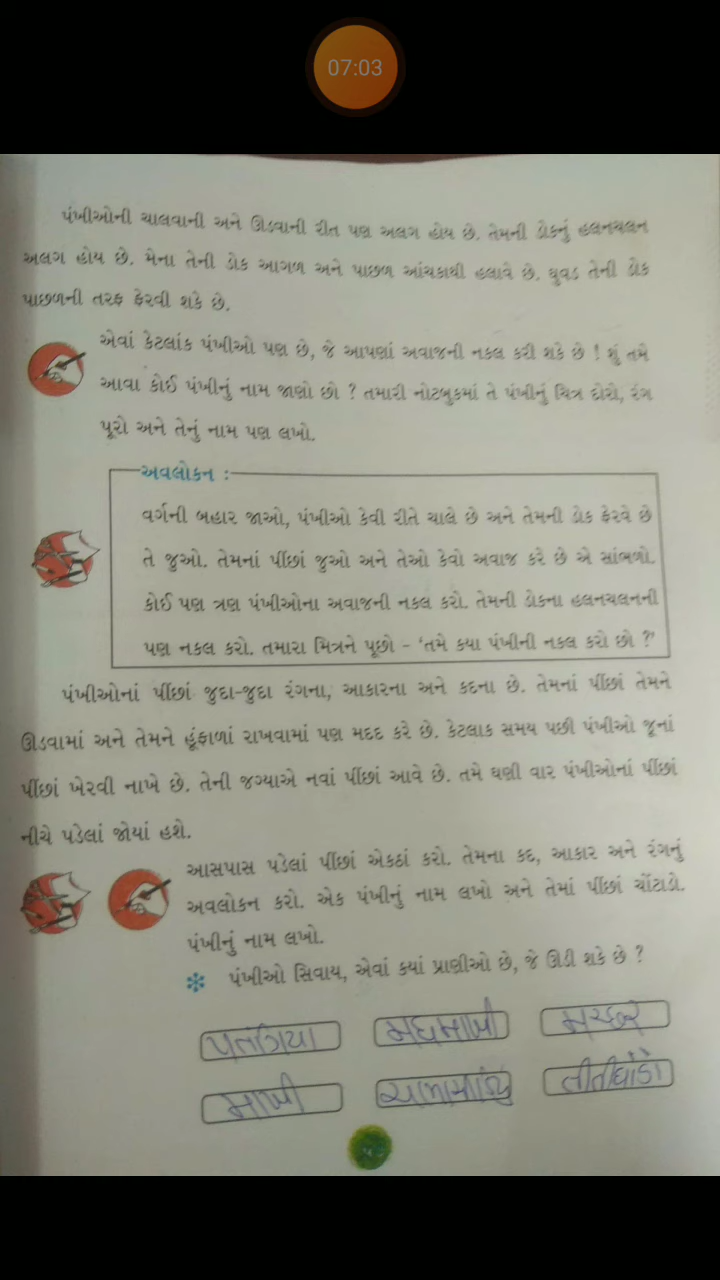 07:03
પંખીઓની ચાલવાની અને ઊડવાની રીત પણ અલગ હોય છે. તેમની ડોકનું હલનચલન
અલગ હોય છે. મેના તેની ડોક આગળ અને પાછળ આંચકાથી હલાવે છે. ઘુવડ તેની ડોક
પાછળની તરફ ફેરવી શકે છે.
એવાં કેટલાંક પંખીઓ પણ છે, જે આપણાં અવાજની નકલ કરી શકે છે ! શું તમે
આવા કોઈ પંખીનું નામ જાણો છો ? તમારી નોટબુકમાં તે પંખીનું ચિત્ર દોરો, રંગ
પૂરો અને તેનું નામ પણ લખો.
અવલોકન :
વર્ગની બહાર જાઓ, પંખીઓ કેવી રીતે ચાલે છે અને તેમની ડોક ફેરવે છે
તે જુઓ. તેમનાં પીંછાં જુઓ અને તેઓ કેવો અવાજ કરે છે એ સાંભળો.
કોઈ પણ ત્રણ પંખીઓના અવાજની નકલ કરો. તેમની ડોકના હલનચલનની
પણ નકલ કરો. તમારા મિત્રને પૂછો - ‘તમે કયા પંખીની નકલ કરો છો ?’
પંખીઓનાં પીંછાં જુદા-જુદા રંગના, આકારના અને કદના છે. તેમનાં પીંછાં તેમને
ઊડવામાં અને તેમને હૂંફાળાં રાખવામાં પણ મદદ કરે છે. કેટલાક સમય પછી પંખીઓ જૂનાં
પીંછાં ખેરવી નાખે છે. તેની જગ્યાએ નવાં પીંછાં આવે છે. તમે ઘણી વાર પંખીઓનાં પીંછાં
નીચે પડેલાં જોયાં હશે.
આસપાસ પડેલાં પીંછાં એકઠાં કરો. તેમના કદ, આકાર અને રંગનું
અવલોકન કરો. એક પંખીનું નામ લખો અને તેમાં પીંછાં ચોંટાડો.
પંખીનું નામ લખો.
પંખીઓ સિવાય, એવાં ક્યાં પ્રાણીઓ છે, જે ઊડી શકે છે ?
પતંગિયા મધમાખી મચ્છર
માખી ચામાચીડિયું તીતીઘોડો